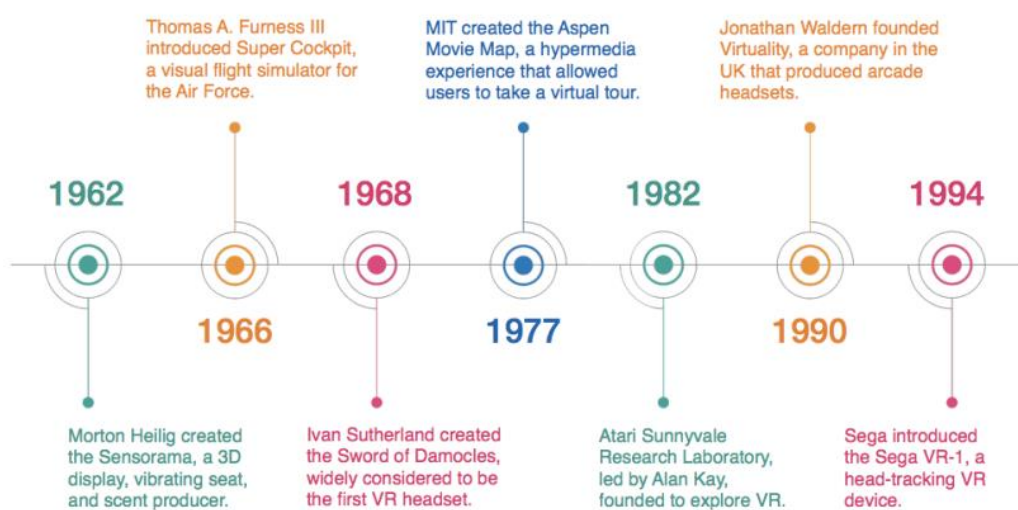 Thomas A. Furness III
introduced Super Cockpit,
a visual flight simulator for
the Air Force.
MIT created the Aspen
Movie Map, a hypermedia
experience that allowed
users to take a virtual tour.
Jonathan Waldern founded
Virtuality, a company in the
UK that produced arcade
headsets.
1962
1968
1982
1994
1966
1977
1990
Morton Heilig created
the Sensorama, a 3D
display, vibrating seat,
and scent producer.
Ivan Sutherland created
the Sword of Damocles,
widely considered to be
the first VR headset.
Atari Sunnyvale
Research Laboratory,
led by Alan Kay,
founded to explore VR.
Sega introduced
the Sega VR-1, a
head-tracking VR
device.